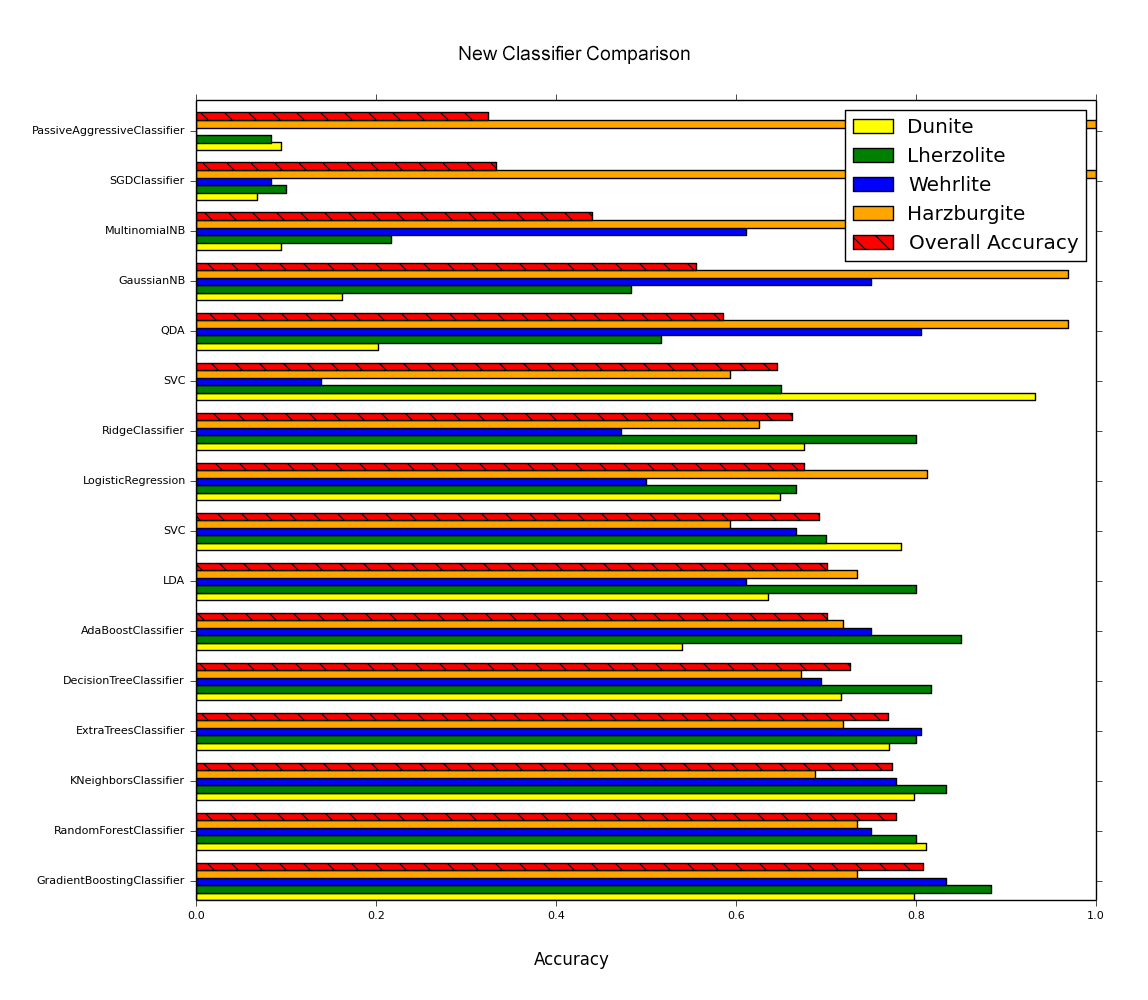 New Classifier Comparison
PassiveAggressiveClassifier
SGDClassifier
MultinomialNB
GaussianNB
QDA
SVC
RidgeClassifier
LogisticRegression
SVC
LDA
AdaBoostClassifier
DecisionTreeClassifier
ExtraTreesClassifier
KNeighborsClassifier
RandomForestClassifier
GradientBoostingClassifier
Dunite
Lherzolite
Wehrlite
Harzburgite
Overall Accuracy
0.0 0.2 0.4 0.6 0.8 1.0
Accuracy